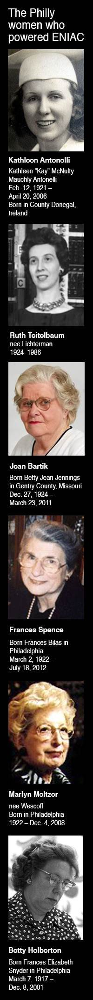 The Philly
women who
powered ENIAC
Kathleen Antonelli
Kathleen "Kay" McNulty
Mauchly Antonelli
Feb. 12, 1921 –
April 20, 2006
Born in County Donegal,
Ireland
C
Ruth Teitelbaum
nee Lichterman
1924–1986
Jean Bartik
Born Betty Jean Jennings
in Gentry County, Missouri
Dec. 27, 1924 –
March 23, 2011
Frances Spence
Born Frances Bilas in
Philadelphia
March 2, 1922 –
July 18, 2012
Marlyn Meltzer
nee Wescoff
Born in Philadelphia
1922 – Dec. 4, 2008
Betty Holberton
Born Frances Elizabeth
Snyder in Philadelphia
March 7, 1917 –
Dec. 8, 2001